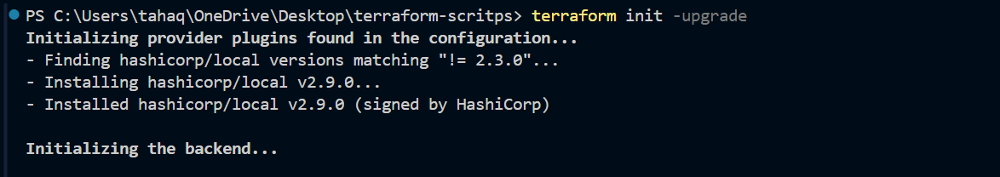 PS C:\Users\tahaq\OneDrive\Desktop\terraform-scritps> terraform init -upgrade
Initializing provider plugins found in the configuration...
- Finding hashicorp/local versions matching "!= 2.3.0"...
- Installing hashicorp/local v2.9.0...
- Installed hashicorp/local v2.9.0 (signed by HashiCorp)
Initializing the backend...